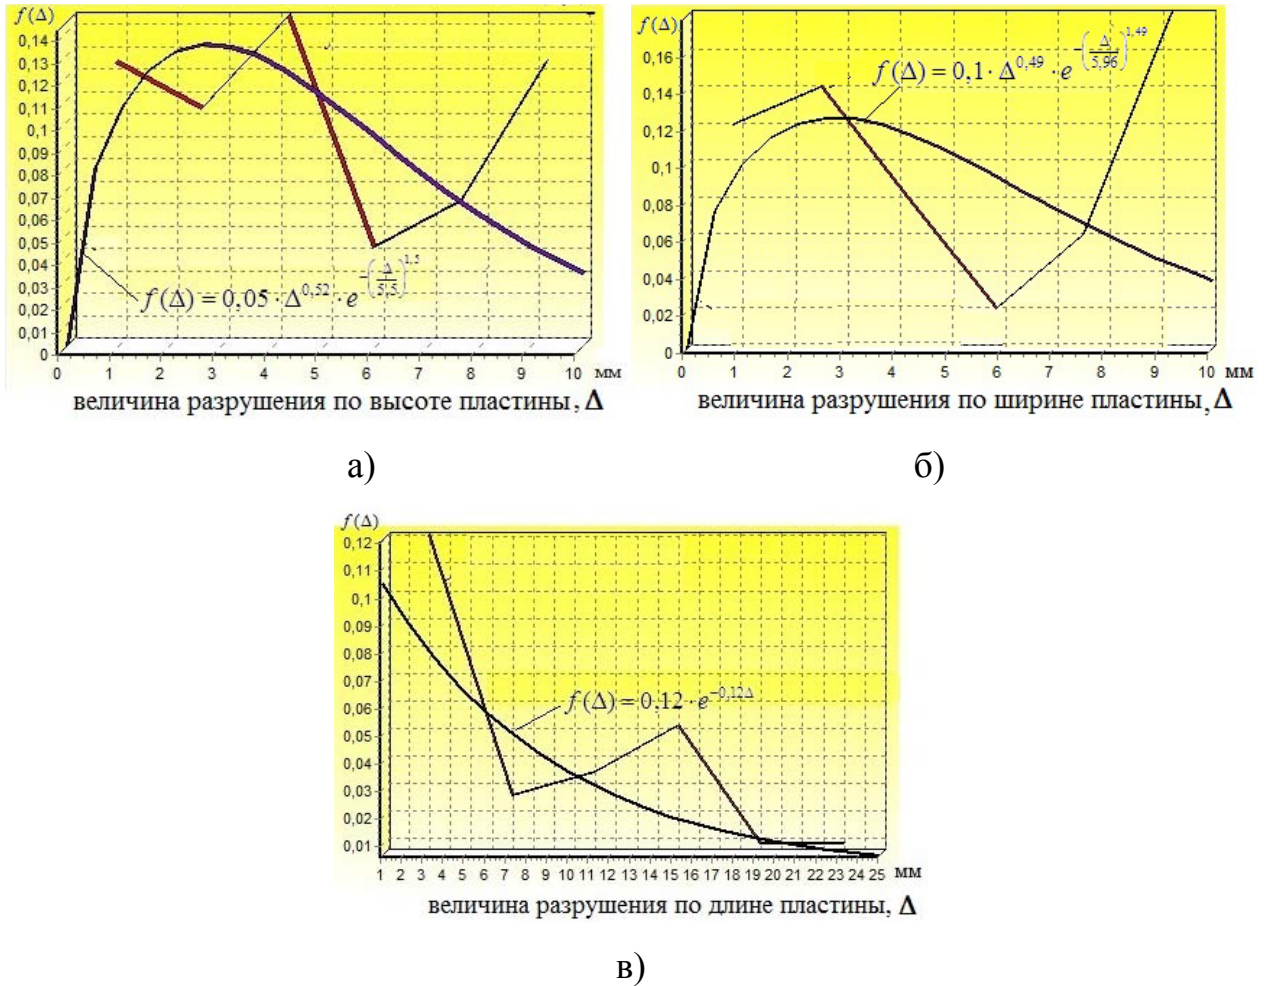 f(Δ)
0,14
0,13
0,12
0,11
0,1
0,09
0,08
0,07
0,06
0,05
0,04
0,03
0,02
0,01
0
0 1 2 3 4 5 6 7 8 9 10 мм
f(Δ) = 0,05 · Δ^0,52 · e^−(Δ/5,5)^1,5
величина разрушения по высоте пластины, Δ
а)
f(Δ)
0,16
0,14
0,12
0,1
0,08
0,06
0,04
0,02
0
0 1 2 3 4 5 6 7 8 9 10 мм
f(Δ) = 0,1 · Δ^0,49 · e^−(Δ/5,96)^1,49
величина разрушения по ширине пластины, Δ
б)
f(Δ)
0,12
0,11
0,1
0,09
0,08
0,07
0,06
0,05
0,04
0,03
0,02
0,01
1 2 3 4 5 6 7 8 9 10 11 12 13 14 15 16 17 18 19 20 21 22 23 24 25 мм
f(Δ) = 0,12 · e^−0,12Δ
величина разрушения по длине пластины, Δ
в)